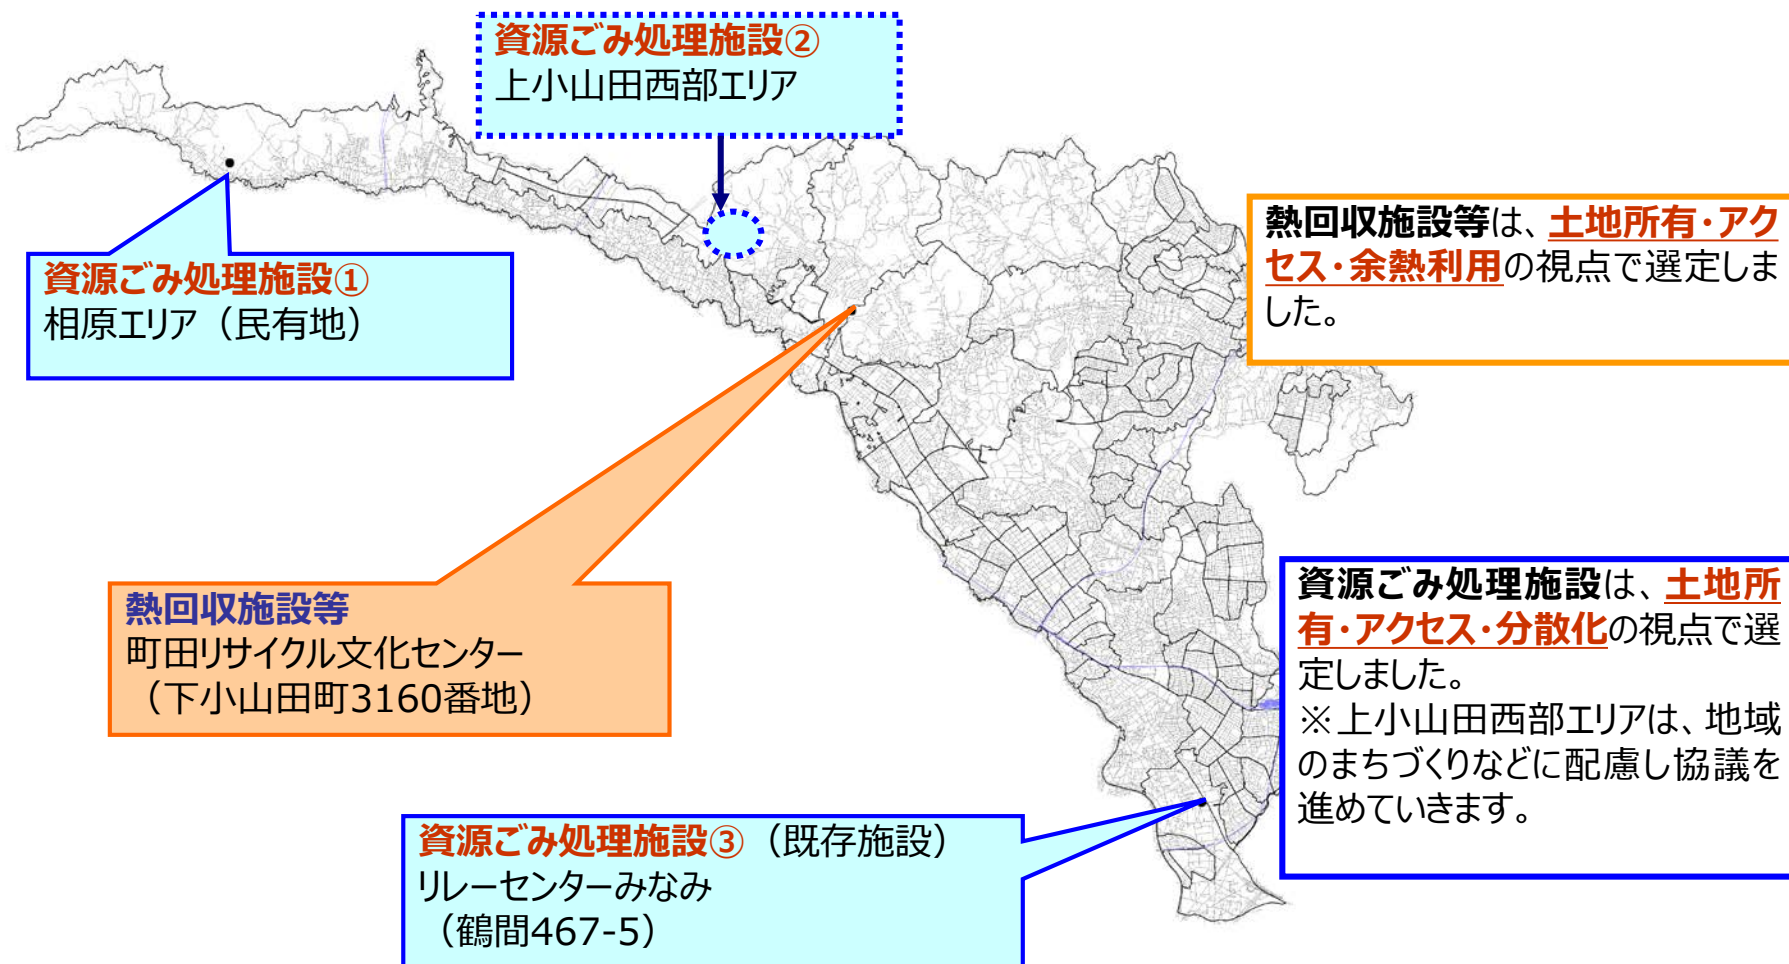 資源ごみ処理施設②
上小山田西部エリア
資源ごみ処理施設①
相原エリア（民有地）
熱回収施設等は、土地所有･アク
セス･余熱利用の視点で選定しま
した。
熱回収施設等
町田リサイクル文化センター
（下小山田町3160番地）
資源ごみ処理施設は、土地所
有･アクセス･分散化の視点で選
定しました。
※上小山田西部エリアは、地域
のまちづくりなどに配慮し協議を
進めていきます。
資源ごみ処理施設③（既存施設）
リレーセンターみなみ
（鶴間467-5）